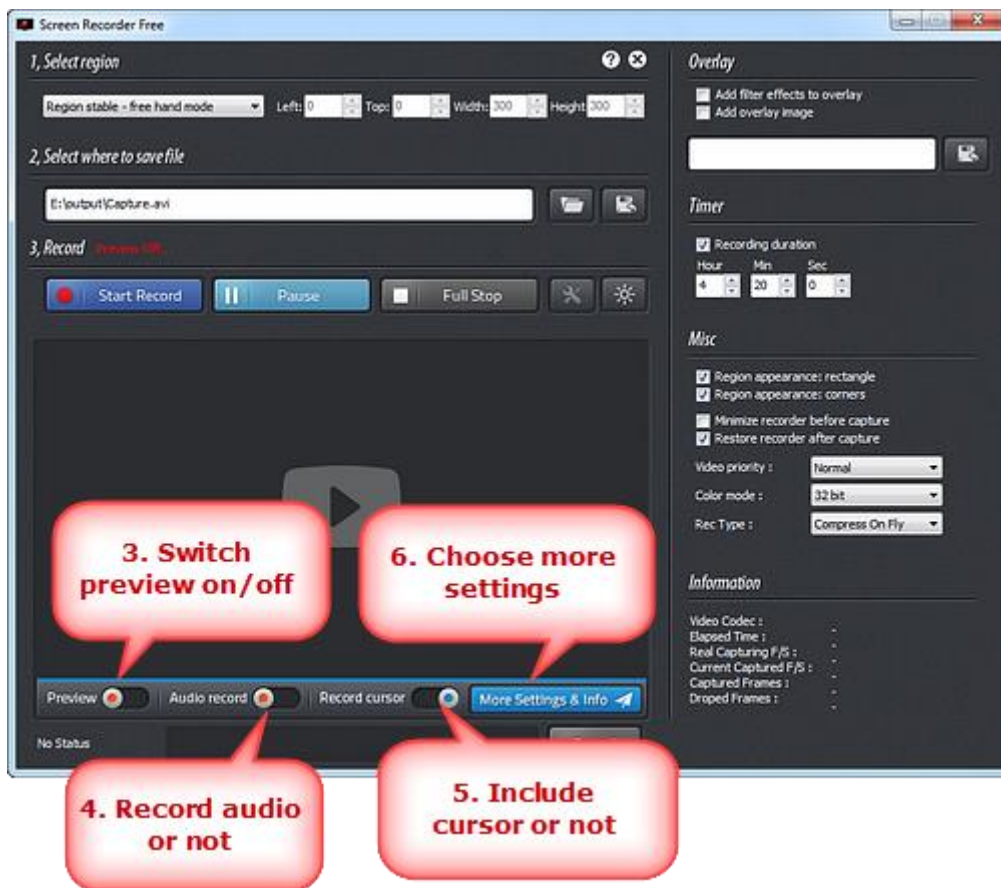 Screen Recorder Free
1, Select region
Region stable - free hand mode Left: 0 Top: 0 Width: 300 Height: 300
2, Select where to save file
E:\output\Capture.avi
3, Record
Start Record Pause Full Stop
3. Switch
preview on/off
6. Choose more
settings
Preview Audio record Record cursor More Settings & Info
No Status
4. Record audio
or not
5. Include
cursor or not
Overlay
Add filter effects to overlay
Add overlay image
Timer
Recording duration
Hour Min Sec
4 20 0
Misc
Region appearance: rectangle
Region appearance: corners
Minimize recorder before capture
Restore recorder after capture
Video priority : Normal
Color mode : 32 bit
Rec Type : Compress On Fly
Information
Video Codec :
Elapsed Time : -
Real Capturing F/S : -
Current Captured F/S : -
Captured Frames : -
Droped Frames : -